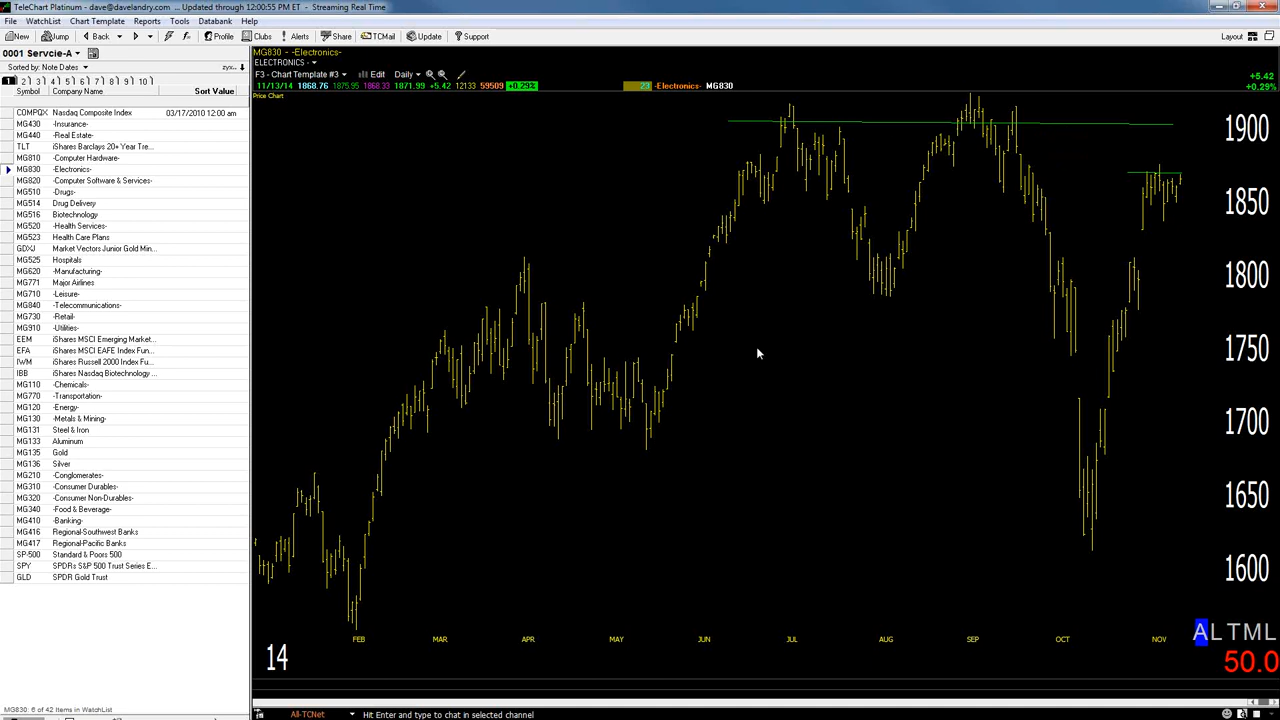 TeleChart Platinum - dave@davelandry.com ... Updated through 12:00:55 PM ET - Streaming Real Time
File WatchList Chart Template Reports Tools Databank Help
New Jump Back Profile Clubs Alerts Share TCMail Update Support Layout
0001 Servcie-A
Sorted by: Note Dates zyx..
1 2 3 4 5 6 7 8 9 10
Symbol Company Name Sort Value
COMPQX Nasdaq Composite Index 03/17/2010 12:00 am
MG430 -Insurance-
MG440 -Real Estate-
TLT iShares Barclays 20+ Year Tre...
MG810 -Computer Hardware-
MG830 -Electronics-
MG820 -Computer Software & Services-
MG510 -Drugs-
MG514 Drug Delivery
MG516 Biotechnology
MG520 -Health Services-
MG523 Health Care Plans
GDXJ Market Vectors Junior Gold Min...
MG525 Hospitals
MG620 -Manufacturing-
MG771 Major Airlines
MG710 -Leisure-
MG840 -Telecommunications-
MG730 -Retail-
MG910 -Utilities-
EEM iShares MSCI Emerging Market...
EFA iShares MSCI EAFE Index Fun...
IWM iShares Russell 2000 Index Fu...
IBB iShares Nasdaq Biotechnology ...
MG110 -Chemicals-
MG770 -Transportation-
MG120 -Energy-
MG130 -Metals & Mining-
MG131 Steel & Iron
MG133 Aluminum
MG135 Gold
MG136 Silver
MG210 -Conglomerates-
MG310 -Consumer Durables-
MG320 -Consumer Non-Durables-
MG340 -Food & Beverage-
MG410 -Banking-
MG416 Regional-Southwest Banks
MG417 Regional-Pacific Banks
SP-500 Standard & Poors 500
SPY SPDRs S&P 500 Trust Series E...
GLD SPDR Gold Trust
MG830: 6 of 42 Items in WatchList
MG830 - -Electronics-
ELECTRONICS -
F3 - Chart Template #3 Edit Daily
11/13/14 1868.76 1875.95 1868.33 1871.99 +5.42 12133 59509 +0.29% 23 -Electronics- MG830
+5.42
+0.29%
Price Chart
1900
1850
1800
1750
1700
1650
1600
FEB MAR APR MAY JUN JUL AUG SEP OCT NOV
14
A L T M L
50.0
All-TCNet Hit Enter and type to chat in selected channel